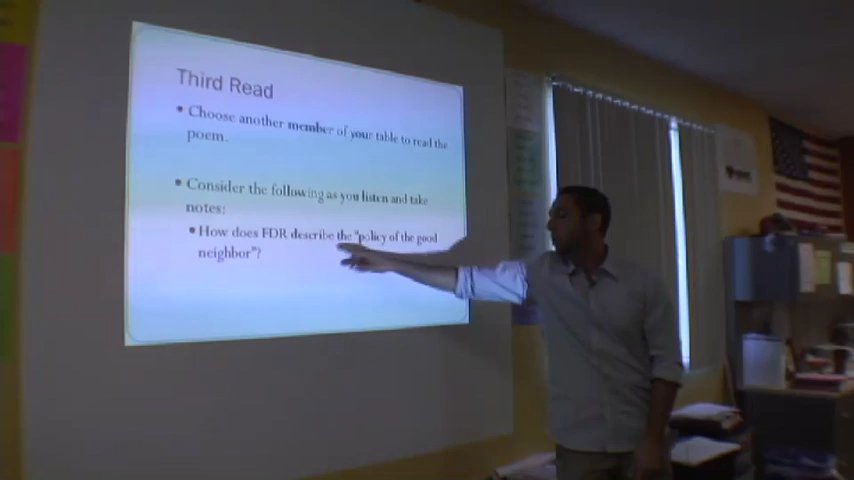 Third Read
• Choose another member of your table to read the
poem.
• Consider the following as you listen and take
notes:
• How does FDR describe the "policy of the good
neighbor"?